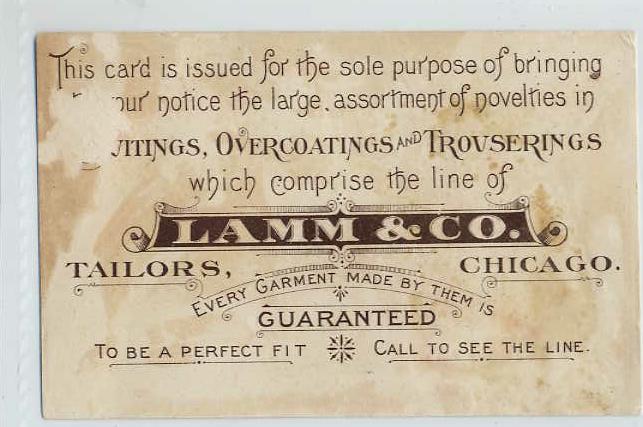 This card is issued for the sole purpose of bringing
our notice the large assortment of novelties in
ITINGS, OVERCOATINGS AND TROUSERINGS
which comprise the line of
LAMM & CO.
TAILORS, CHICAGO.
EVERY GARMENT MADE BY THEM IS
GUARANTEED
TO BE A PERFECT FIT CALL TO SEE THE LINE.